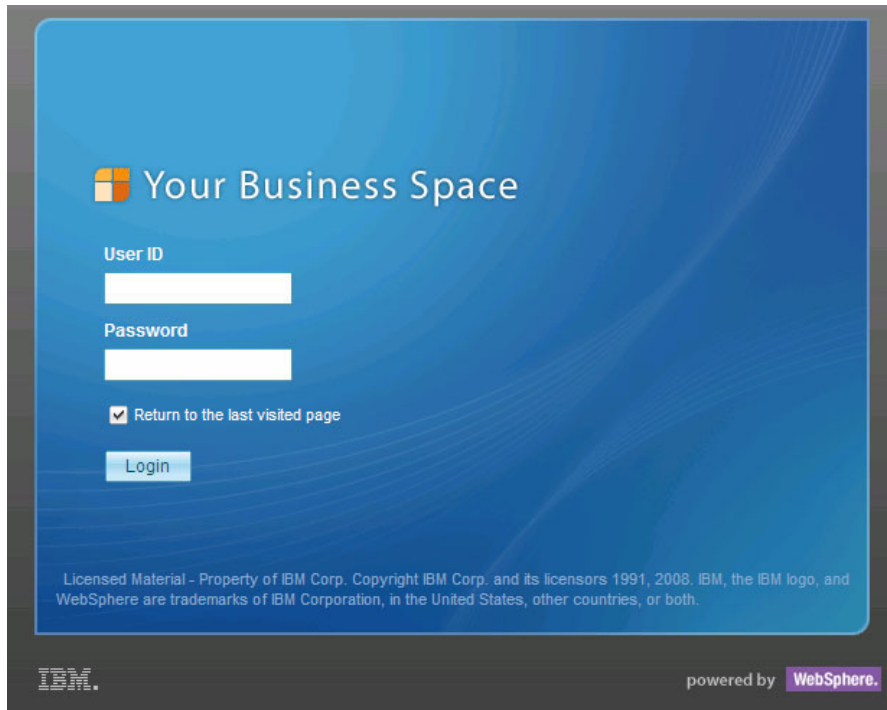 Your Business Space
User ID
Password
Return to the last visited page
Login
Licensed Material - Property of IBM Corp. Copyright IBM Corp. and its licensors 1991, 2008. IBM, the IBM logo, and
WebSphere are trademarks of IBM Corporation, in the United States, other countries, or both.
IBM.
powered by WebSphere.